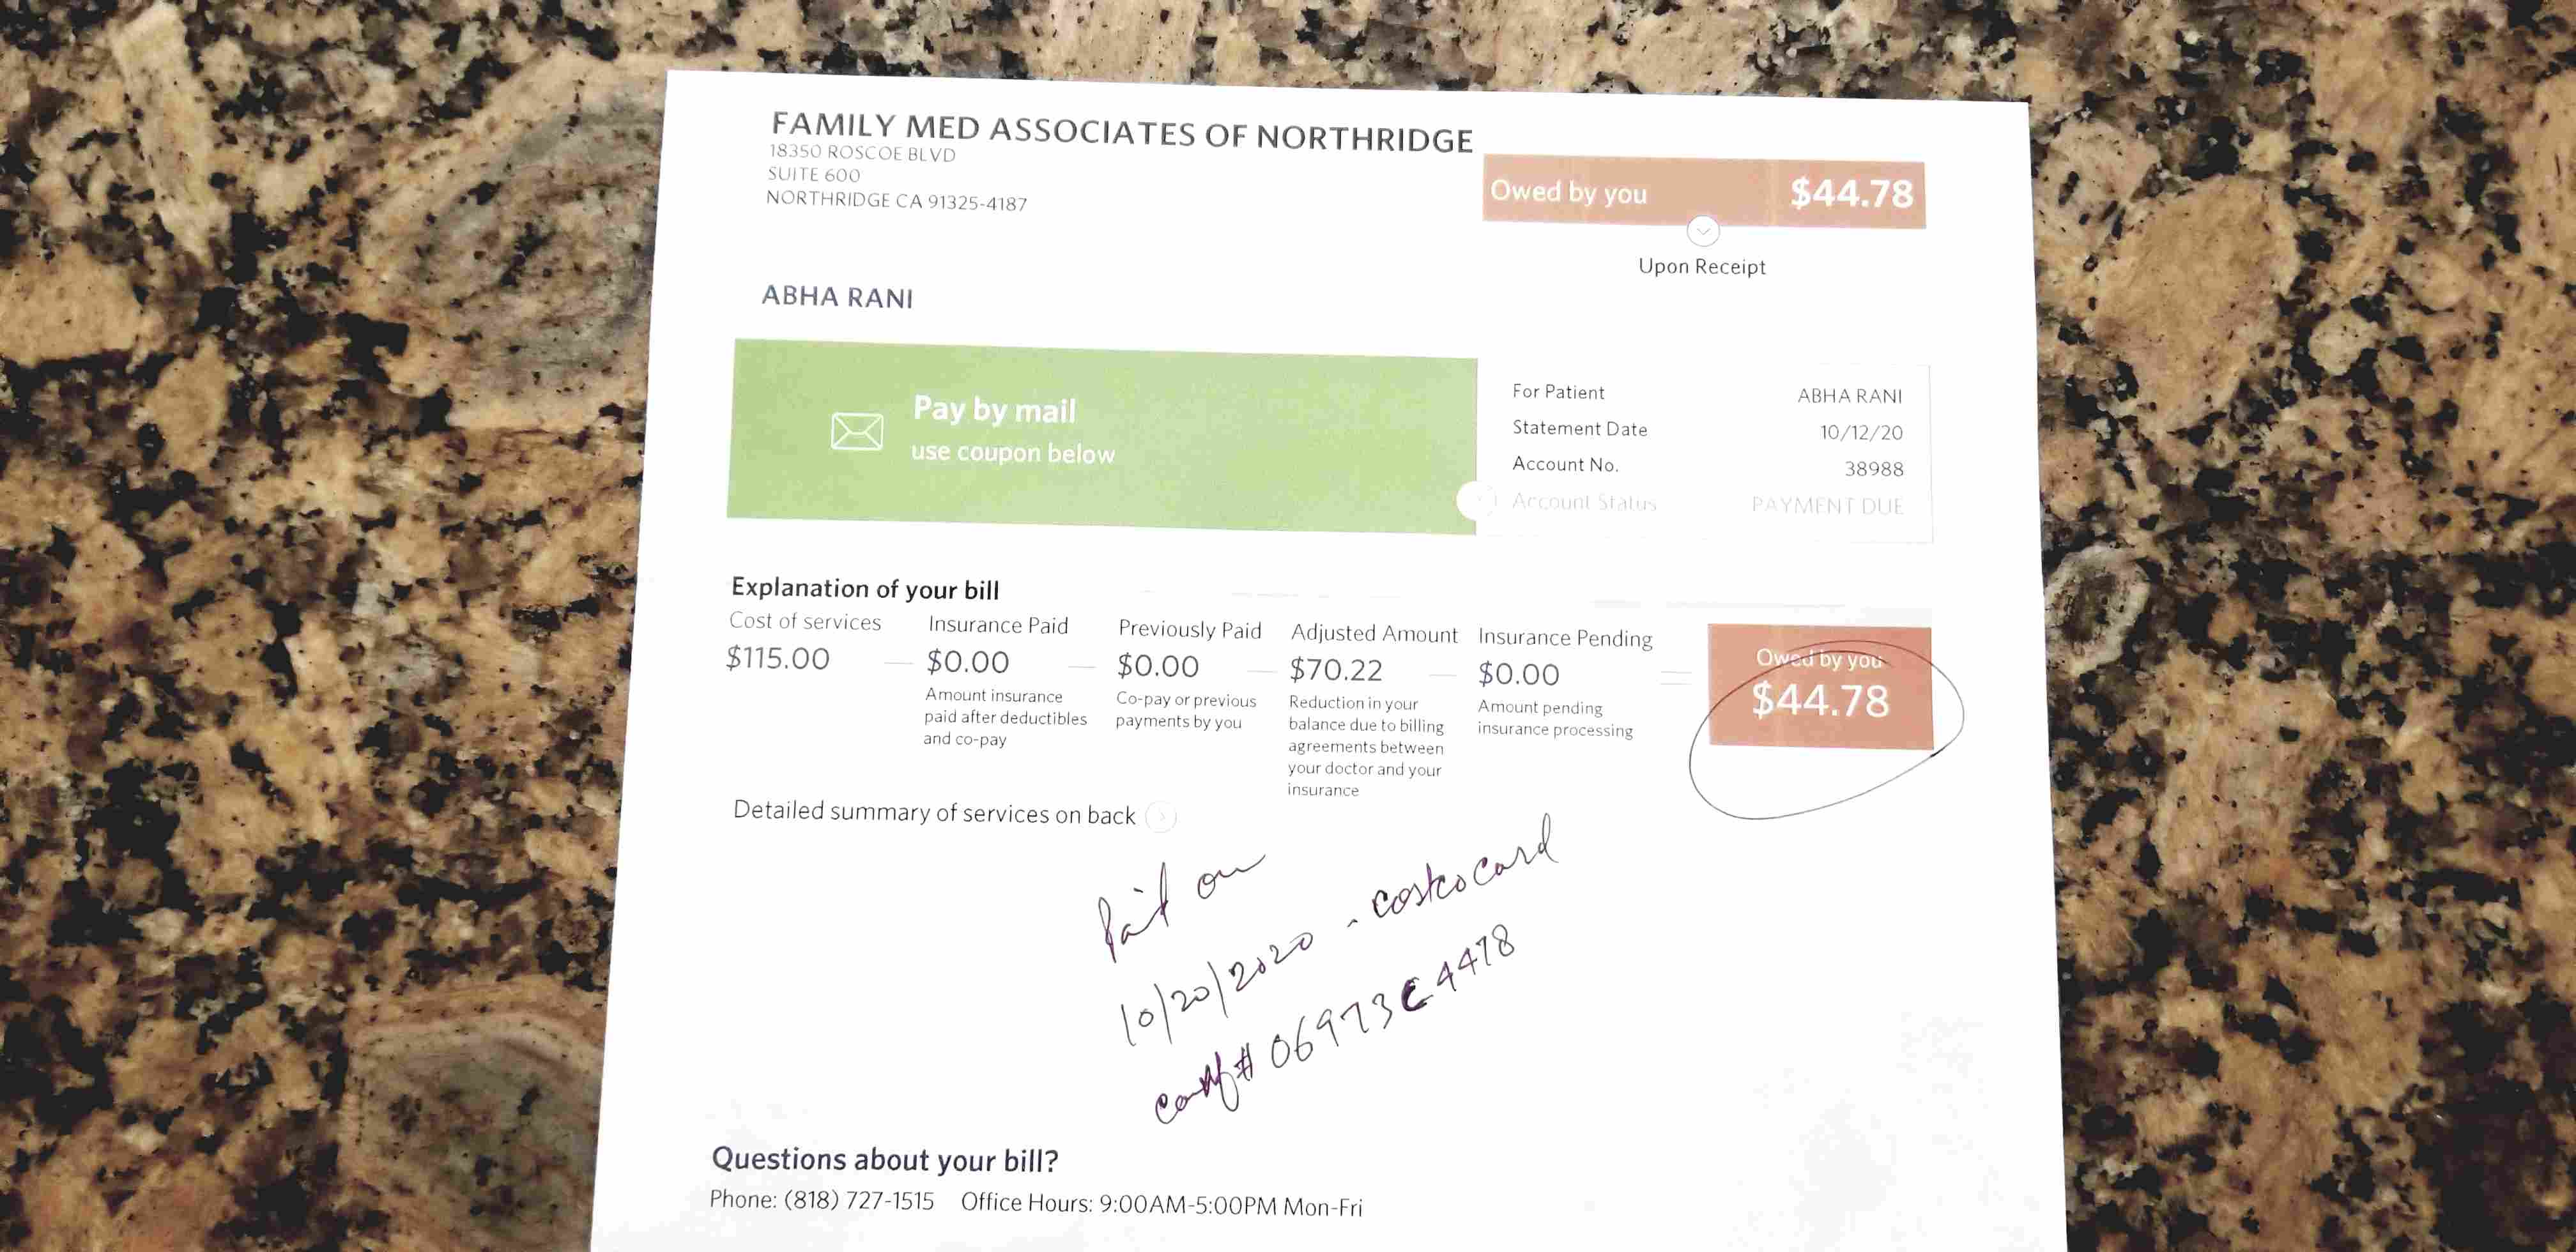 FAMILY MED ASSOCIATES OF NORTHRIDGE
18350 ROSCOE BLVD
SUITE 600
NORTHRIDGE CA 91325-4187
Owed by you $44.78
Upon Receipt
ABHA RANI
Pay by mail
use coupon below
For Patient ABHA RANI
Statement Date 10/12/20
Account No. 38988
Account Status PAYMENT DUE
Explanation of your bill
Cost of services
$115.00
Insurance Paid
$0.00
Amount insurance
paid after deductibles
and co-pay
Previously Paid
$0.00
Co-pay or previous
payments by you
Adjusted Amount
$70.22
Reduction in your
balance due to billing
agreements between
your doctor and your
insurance
Insurance Pending
$0.00
Amount pending
insurance processing
Owed by you
$44.78
Detailed summary of services on back
Paid on
10/20/2020 - costco card
conf# 06973C4478
Questions about your bill?
Phone: (818) 727-1515 Office Hours: 9:00AM-5:00PM Mon-Fri